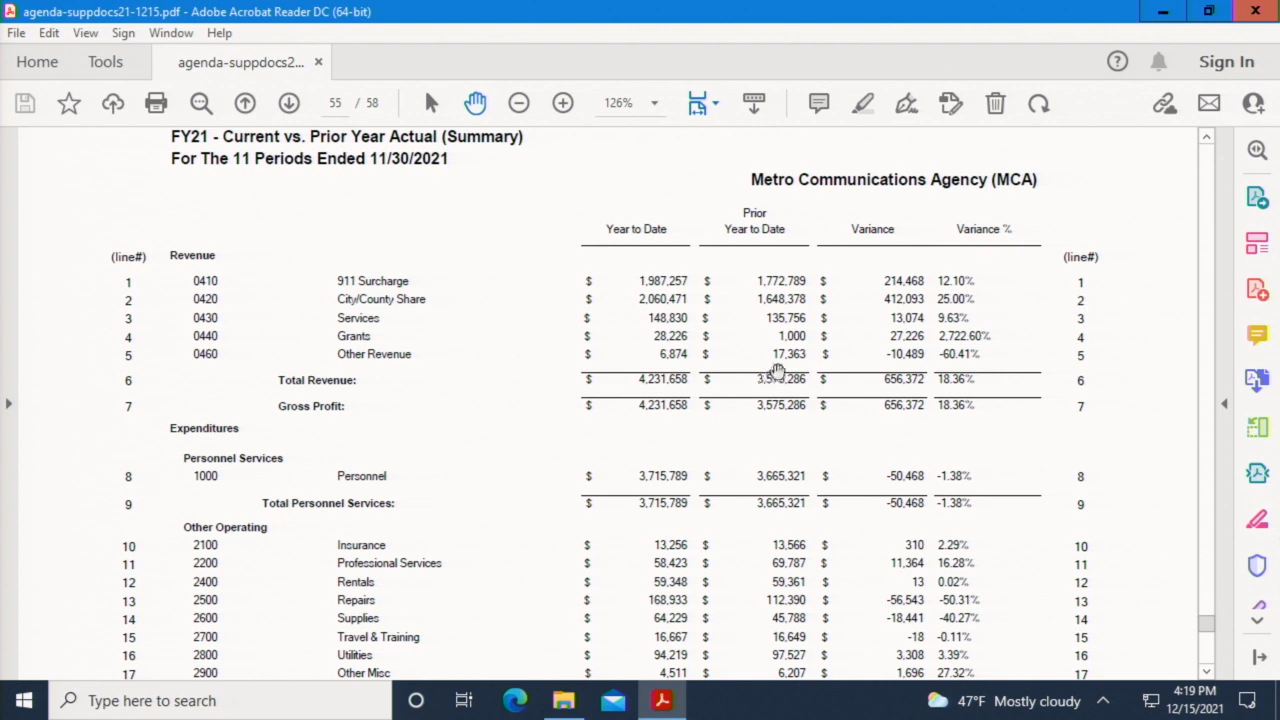 agenda-suppdocs21-1215.pdf - Adobe Acrobat Reader DC (64-bit)
File Edit View Sign Window Help
Home Tools agenda-suppdocs2... × ? Sign In
55 / 58 126%
FY21 - Current vs. Prior Year Actual (Summary)
For The 11 Periods Ended 11/30/2021
Metro Communications Agency (MCA)
Prior
Year to Date Year to Date Variance Variance %
(line#) Revenue (line#)
1 0410 911 Surcharge $ 1,987,257 $ 1,772,789 $ 214,468 12.10% 1
2 0420 City/County Share $ 2,060,471 $ 1,648,378 $ 412,093 25.00% 2
3 0430 Services $ 148,830 $ 135,756 $ 13,074 9.63% 3
4 0440 Grants $ 28,226 $ 1,000 $ 27,226 2,722.60% 4
5 0460 Other Revenue $ 6,874 $ 17,363 $ -10,489 -60.41% 5
6 Total Revenue: $ 4,231,658 $ 3,575,286 $ 656,372 18.36% 6
7 Gross Profit: $ 4,231,658 $ 3,575,286 $ 656,372 18.36% 7
Expenditures
Personnel Services
8 1000 Personnel $ 3,715,789 $ 3,665,321 $ -50,468 -1.38% 8
9 Total Personnel Services: $ 3,715,789 $ 3,665,321 $ -50,468 -1.38% 9
Other Operating
10 2100 Insurance $ 13,256 $ 13,566 $ 310 2.29% 10
11 2200 Professional Services $ 58,423 $ 69,787 $ 11,364 16.28% 11
12 2400 Rentals $ 59,348 $ 59,361 $ 13 0.02% 12
13 2500 Repairs $ 168,933 $ 112,390 $ -56,543 -50.31% 13
14 2600 Supplies $ 64,229 $ 45,788 $ -18,441 -40.27% 14
15 2700 Travel & Training $ 16,667 $ 16,649 $ -18 -0.11% 15
16 2800 Utilities $ 94,219 $ 97,527 $ 3,308 3.39% 16
17 2900 Other Misc $ 4,511 $ 6,207 $ 1,696 27.32% 17
Type here to search 47°F Mostly cloudy 4:19 PM
12/15/2021